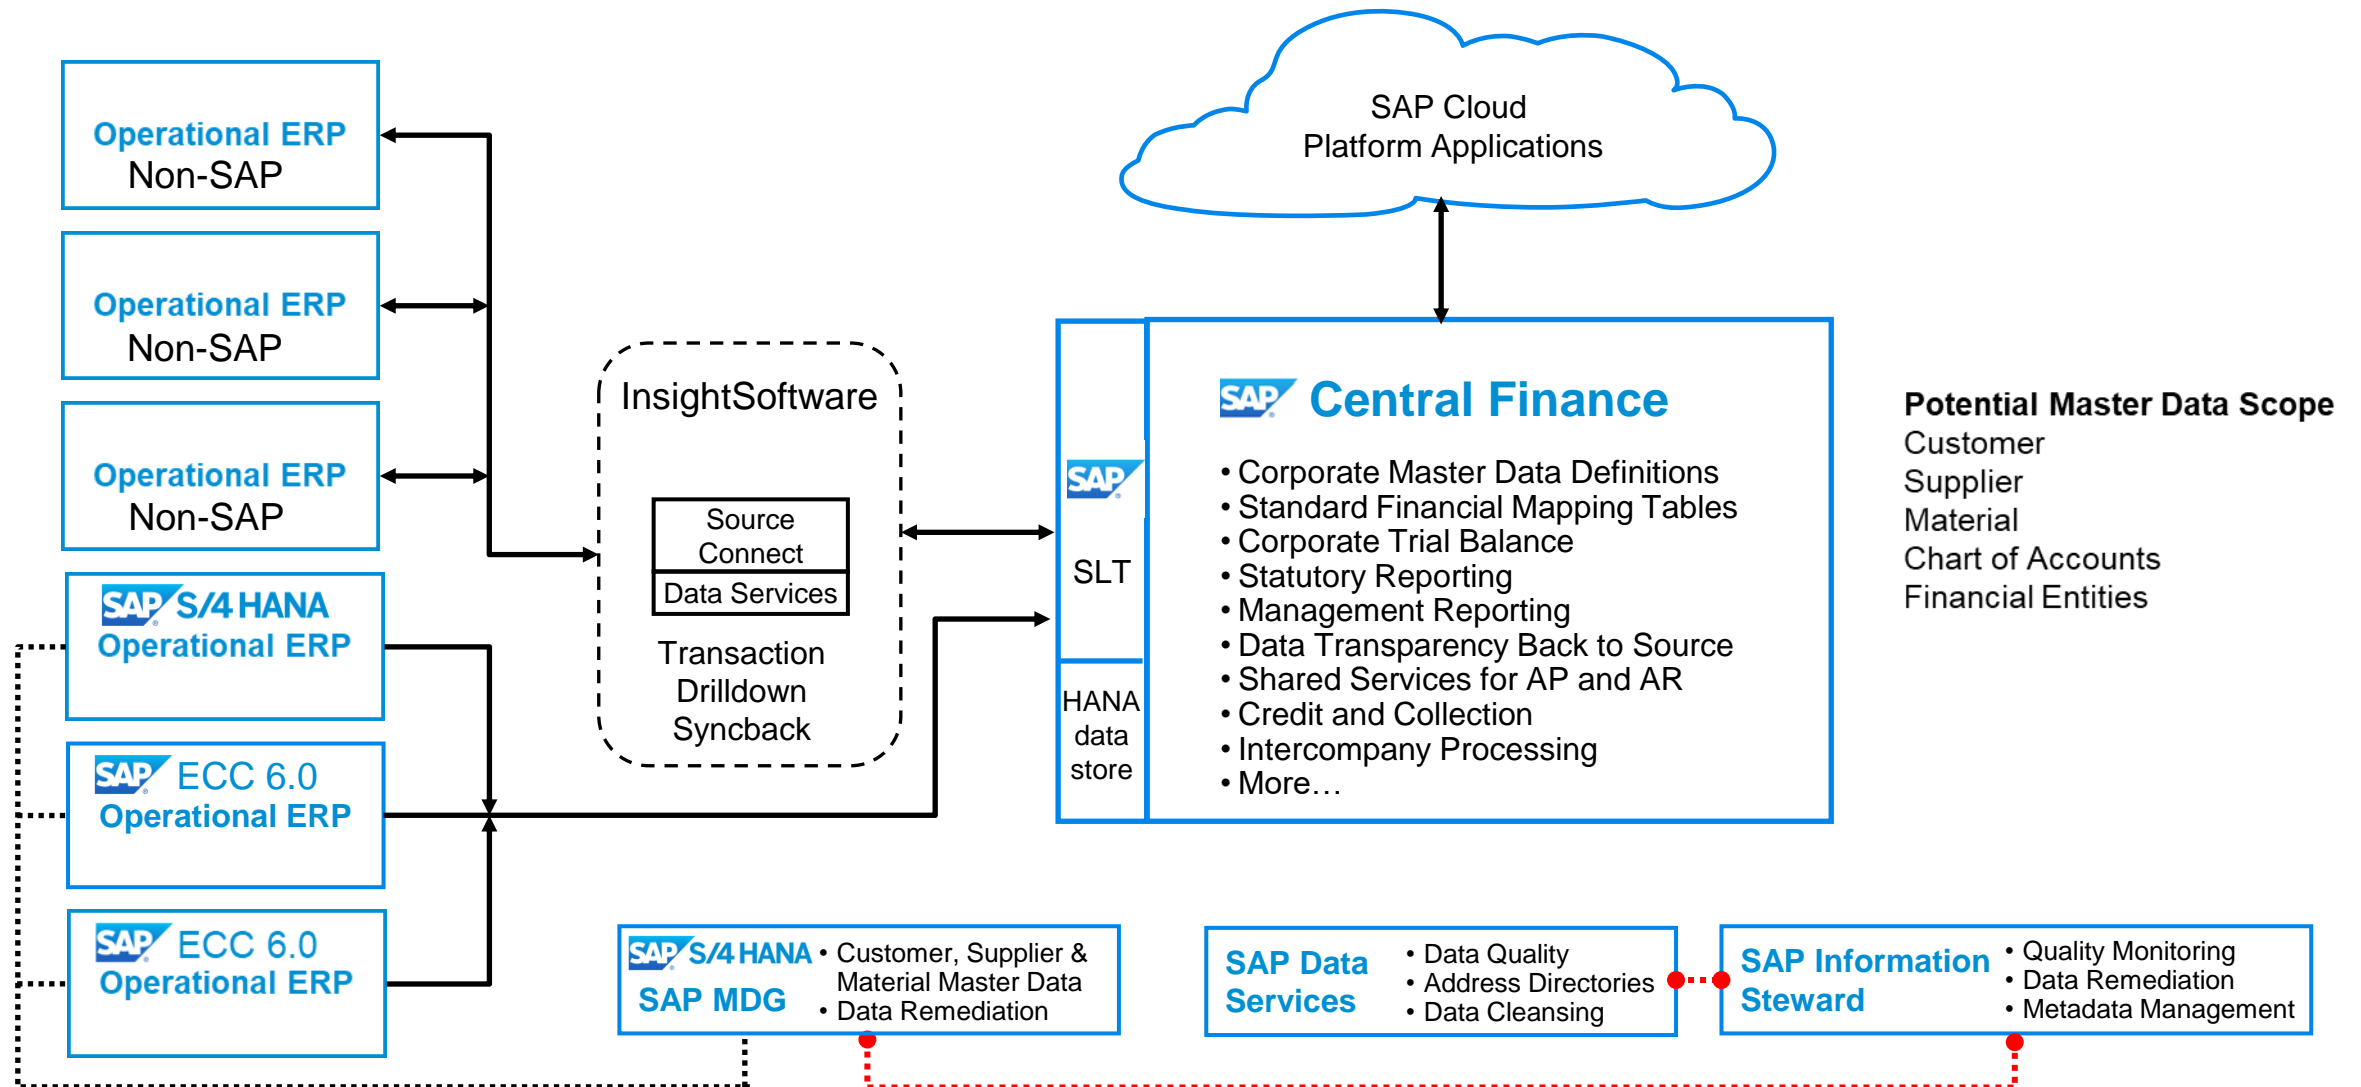 Operational ERP
Non-SAP
Operational ERP
Non-SAP
Operational ERP
Non-SAP
SAP S/4 HANA
Operational ERP
SAP ECC 6.0
Operational ERP
SAP ECC 6.0
Operational ERP
InsightSoftware
Source
Connect
Data Services
Transaction
Drilldown
Syncback
SAP Cloud
Platform Applications
SAP
SLT
HANA
data
store
SAP Central Finance
• Corporate Master Data Definitions
• Standard Financial Mapping Tables
• Corporate Trial Balance
• Statutory Reporting
• Management Reporting
• Data Transparency Back to Source
• Shared Services for AP and AR
• Credit and Collection
• Intercompany Processing
• More…
Potential Master Data Scope
Customer
Supplier
Material
Chart of Accounts
Financial Entities
SAP S/4 HANA
SAP MDG
• Customer, Supplier &
Material Master Data
• Data Remediation
SAP Data
Services
• Data Quality
• Address Directories
• Data Cleansing
SAP Information
Steward
• Quality Monitoring
• Data Remediation
• Metadata Management